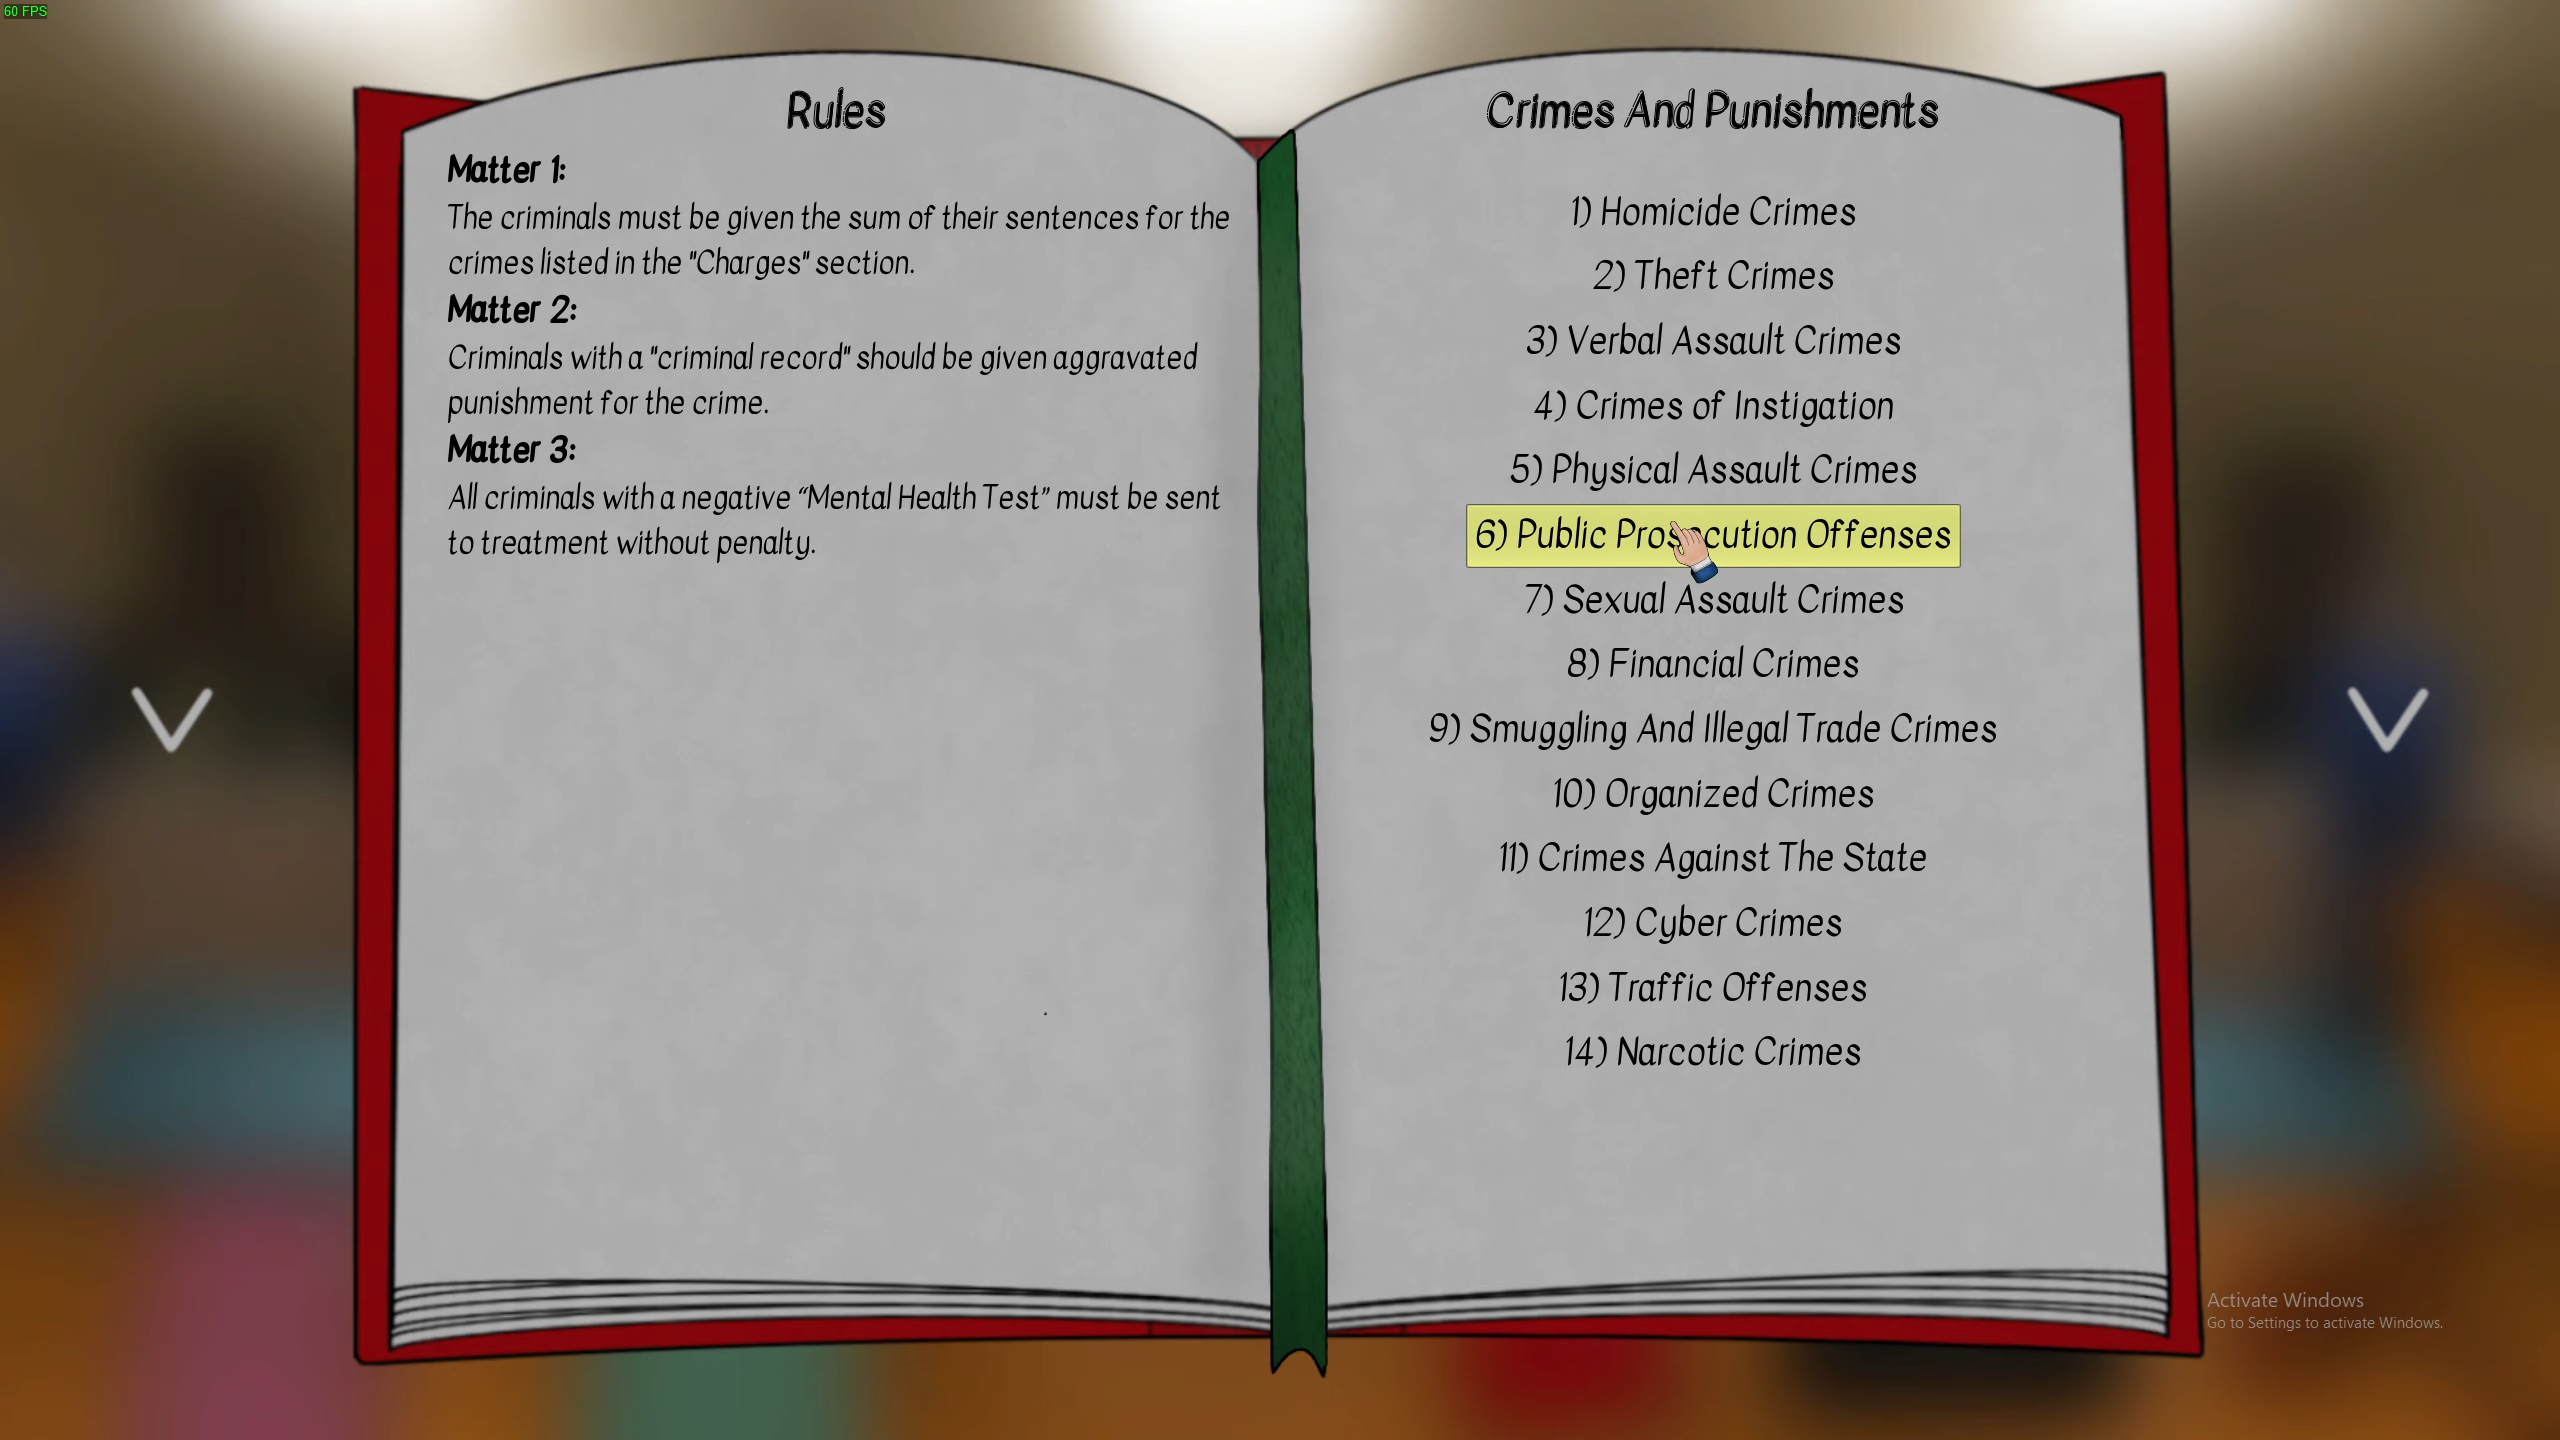 60 FPS
Rules
Matter 1:
The criminals must be given the sum of their sentences for the
crimes listed in the "Charges" section.
Matter 2:
Criminals with a "criminal record" should be given aggravated
punishment for the crime.
Matter 3:
All criminals with a negative “Mental Health Test” must be sent
to treatment without penalty.
Crimes And Punishments
1) Homicide Crimes
2) Theft Crimes
3) Verbal Assault Crimes
4) Crimes of Instigation
5) Physical Assault Crimes
6) Public Prosecution Offenses
7) Sexual Assault Crimes
8) Financial Crimes
9) Smuggling And Illegal Trade Crimes
10) Organized Crimes
11) Crimes Against The State
12) Cyber Crimes
13) Traffic Offenses
14) Narcotic Crimes
Activate Windows
Go to Settings to activate Windows.